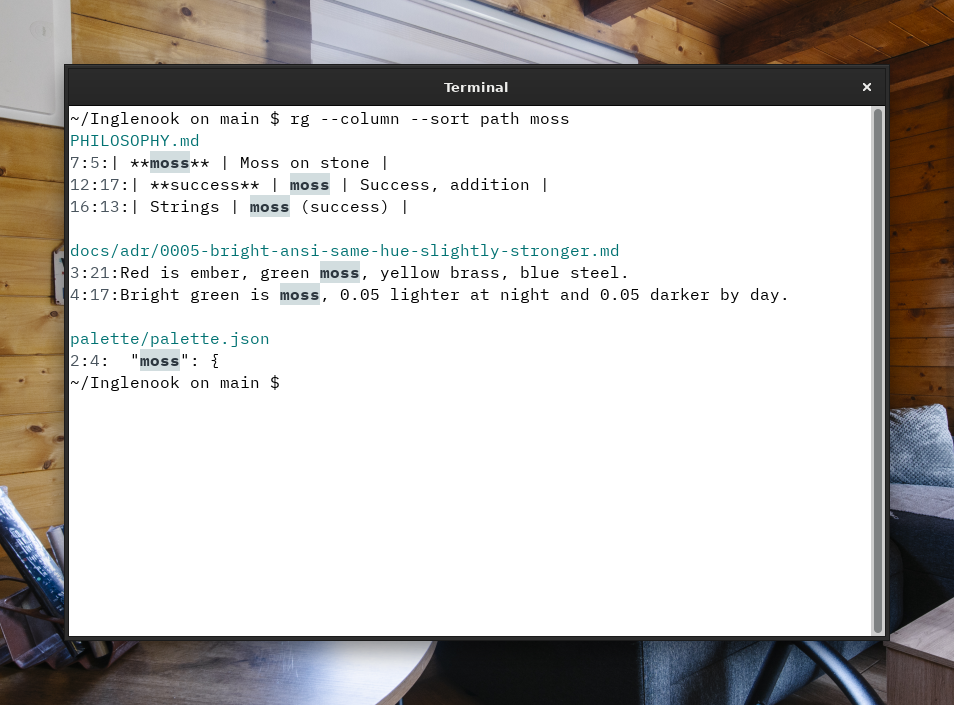 Terminal
~/Inglenook on main $ rg --column --sort path moss
PHILOSOPHY.md
7:5:| **moss** | Moss on stone |
12:17:| **success** | moss | Success, addition |
16:13:| Strings | moss (success) |
docs/adr/0005-bright-ansi-same-hue-slightly-stronger.md
3:21:Red is ember, green moss, yellow brass, blue steel.
4:17:Bright green is moss, 0.05 lighter at night and 0.05 darker by day.
palette/palette.json
2:4:  "moss": {
~/Inglenook on main $